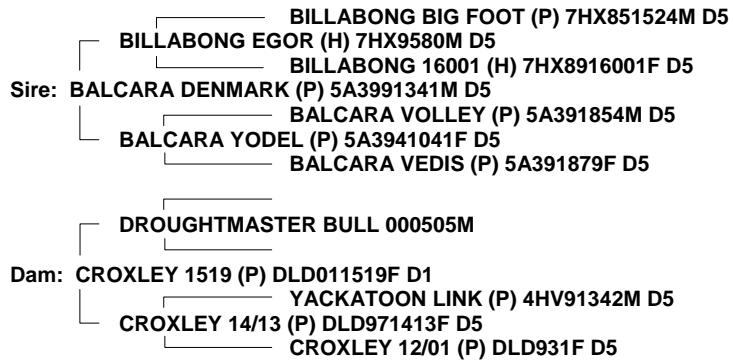 BILLABONG BIG FOOT (P) 7HX851524M D5
BILLABONG EGOR (H) 7HX9580M D5
BILLABONG 16001 (H) 7HX8916001F D5
Sire: BALCARA DENMARK (P) 5A3991341M D5
BALCARA VOLLEY (P) 5A391854M D5
BALCARA YODEL (P) 5A3941041F D5
BALCARA VEDIS (P) 5A391879F D5
DROUGHTMASTER BULL 000505M
Dam: CROXLEY 1519 (P) DLD011519F D1
YACKATOON LINK (P) 4HV91342M D5
CROXLEY 14/13 (P) DLD971413F D5
CROXLEY 12/01 (P) DLD931F D5